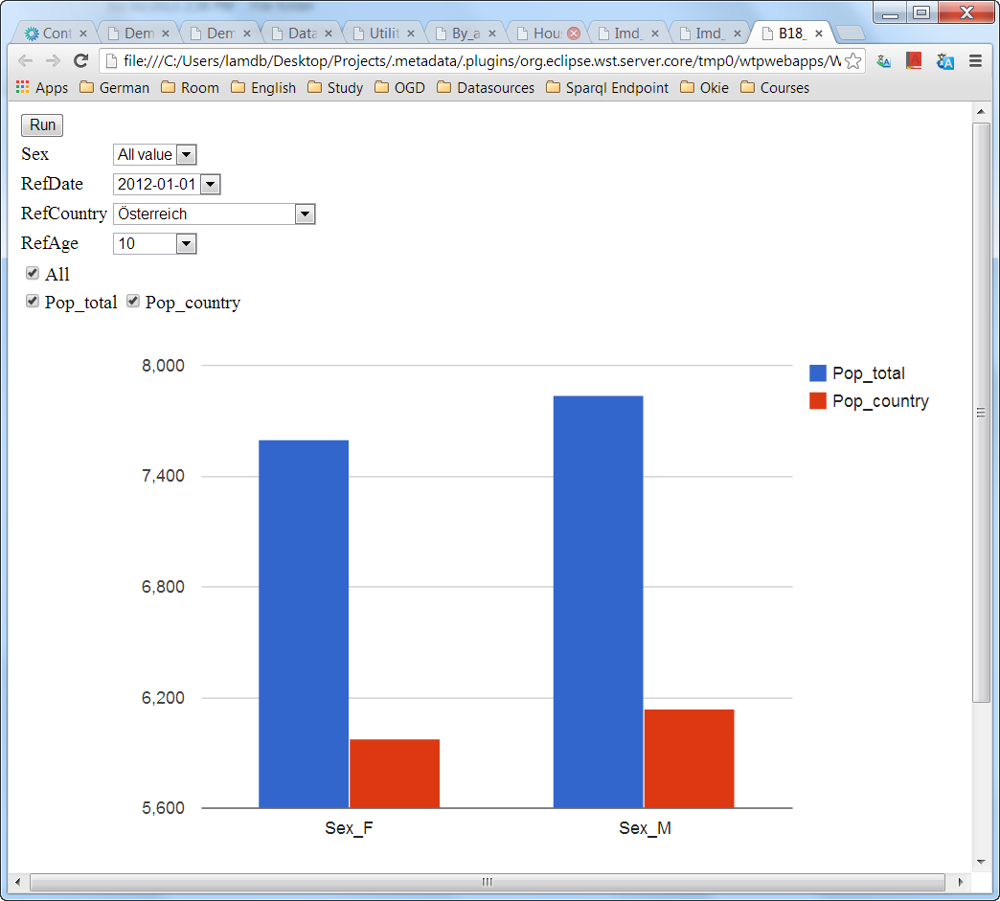 Cont Dem Dem Data Utilit By_a Hou Imd_ Imd_ B18_
file:///C:/Users/lamdb/Desktop/Projects/.metadata/.plugins/org.eclipse.wst.server.core/tmp0/wtpwebapps/W
Apps German Room English Study OGD Datasources Sparql Endpoint Okie Courses
Run
Sex All value
RefDate 2012-01-01
RefCountry Österreich
RefAge 10
All
Pop_total Pop_country
8,000
Pop_total
Pop_country
7,400
6,800
6,200
5,600
Sex_F Sex_M